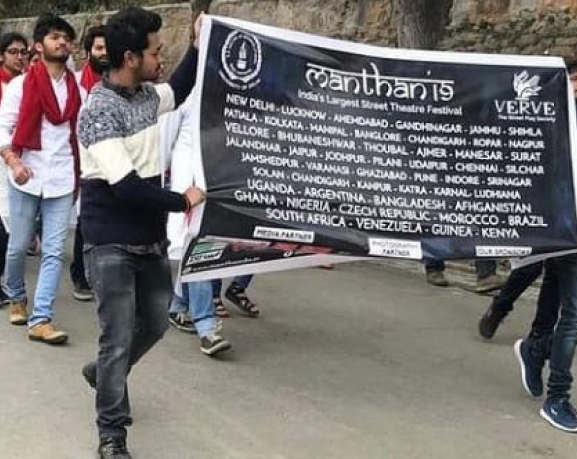 manthan'19
India's Largest Street Theatre Festival
VERVE
The Street Play Society
NEW DELHI - LUCKNOW - AHEMDABAD - GANDHINAGAR - JAMMU - SHIMLA
PATIALA - KOLKATA - MANIPAL - BANGLORE - CHANDIGARH - ROPAR - NAGPUR
VELLORE - BHUBANESHWAR - THOUBAL - AJMER - MANESAR - SURAT
JALANDHAR - JAIPUR - JODHPUR - PILANI - UDAIPUR - CHENNAI - SILCHAR
JAMSHEDPUR - VARANASI - GHAZIABAD - PUNE - INDORE - SRINAGAR
SOLAN - CHANDIGARH - KANPUR - KATRA - KARNAL - LUDHIANA
UGANDA - ARGENTINA - BANGLADESH - AFHGANISTAN
GHANA - NIGERIA - CZECH REPUBLIC - MOROCCO - BRAZIL
SOUTH AFRICA - VENEZUELA - GUINEA - KENYA
MEDIA PARTNER
PHOTOGRAPHY PARTNER
OUR SPONSORS